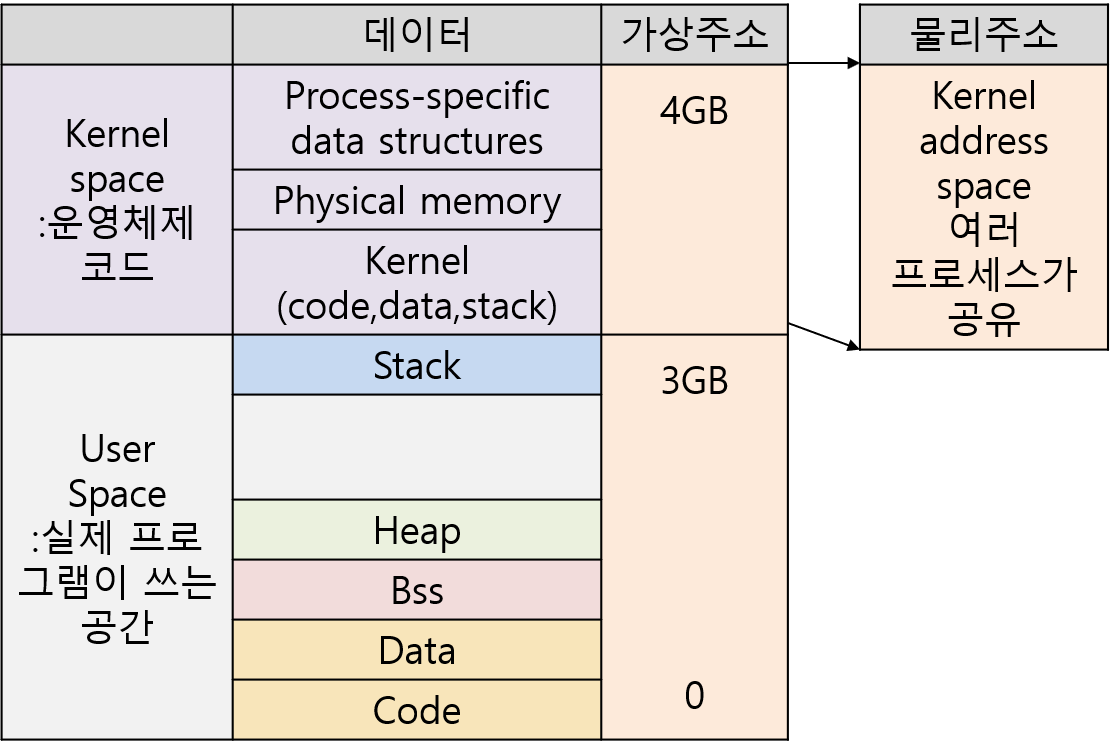 데이터
가상주소
물리주소
Kernel
space
:운영체제
코드
Process-specific
data structures
Physical memory
Kernel
(code,data,stack)
4GB
Kernel
address
space
여러
프로세스가
공유
User
Space
:실제 프로
그램이 쓰는
공간
Stack
Heap
Bss
Data
Code
3GB
0